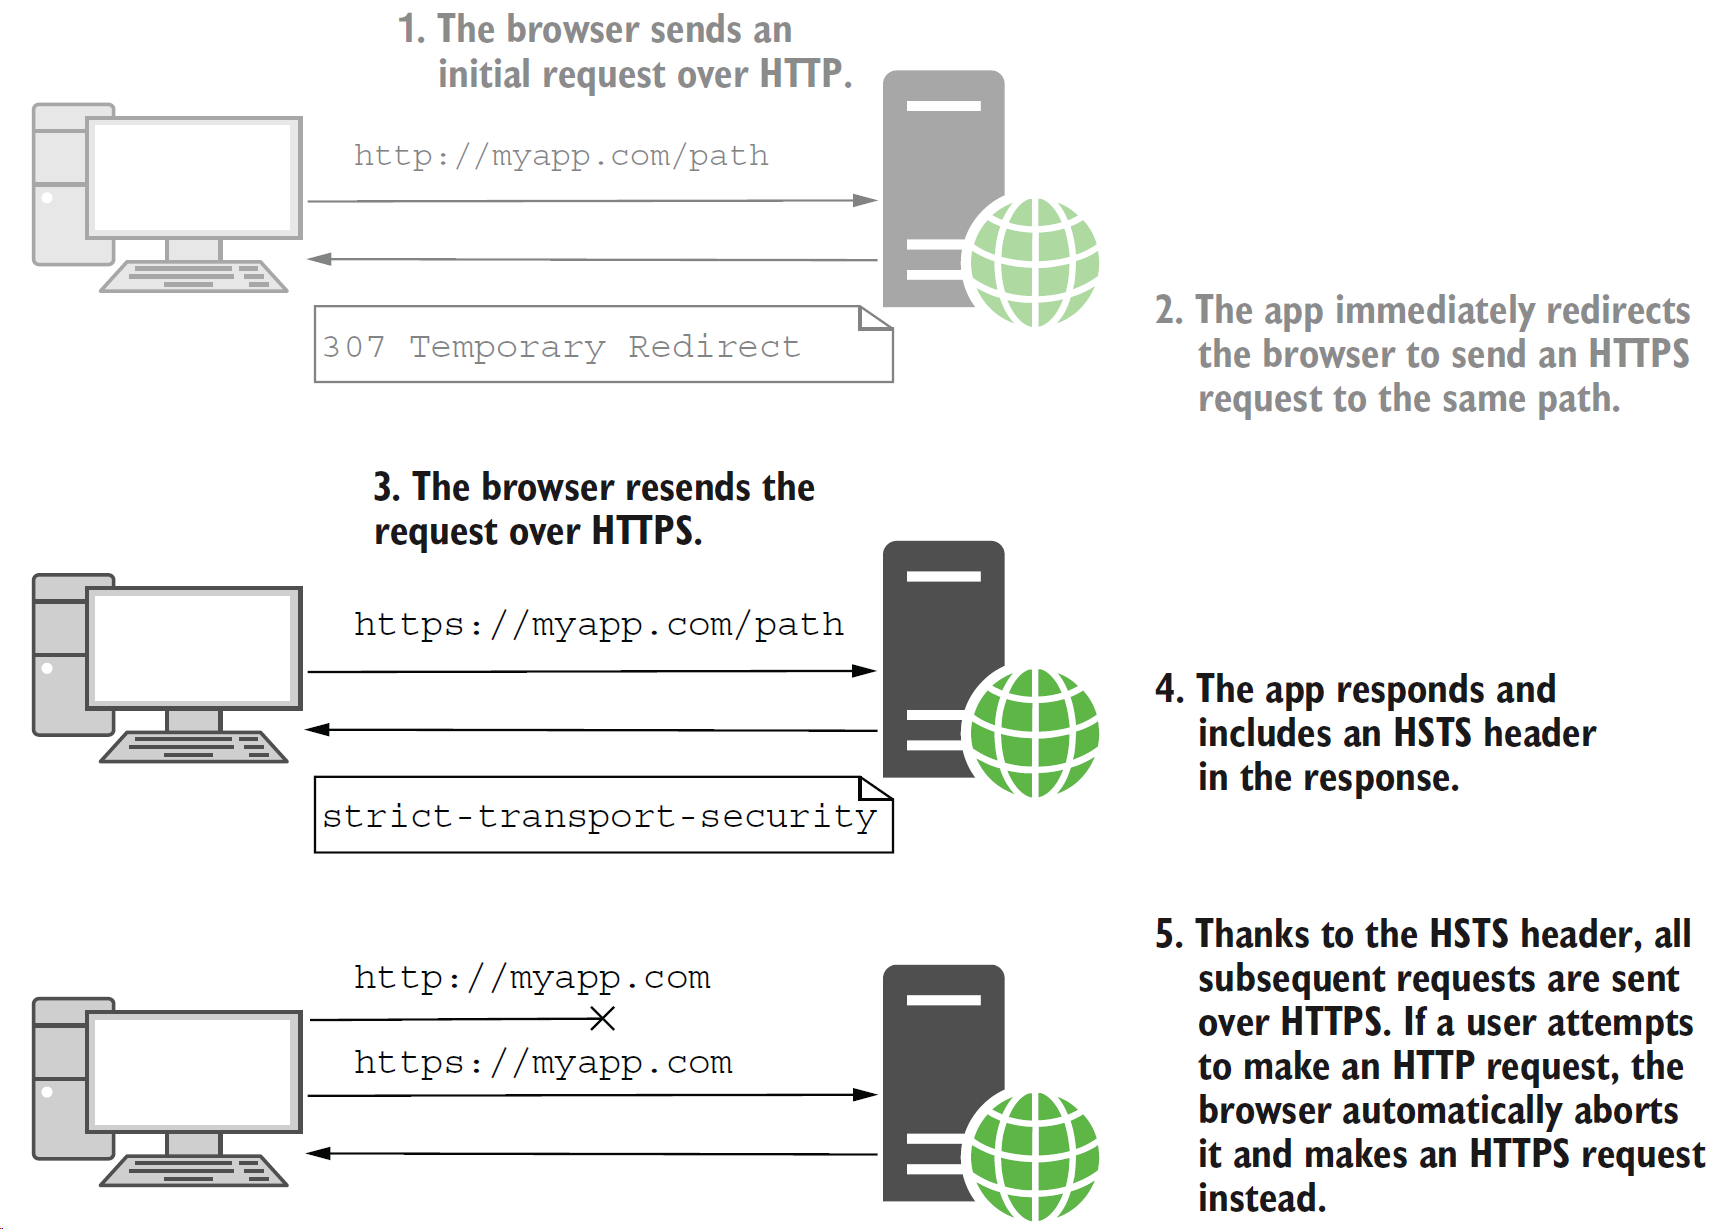 1. The browser sends an
initial request over HTTP.
http://myapp.com/path
307 Temporary Redirect
2. The app immediately redirects
the browser to send an HTTPS
request to the same path.
3. The browser resends the
request over HTTPS.
https://myapp.com/path
strict-transport-security
4. The app responds and
includes an HSTS header
in the response.
http://myapp.com
https://myapp.com
5. Thanks to the HSTS header, all
subsequent requests are sent
over HTTPS. If a user attempts
to make an HTTP request, the
browser automatically aborts
it and makes an HTTPS request
instead.